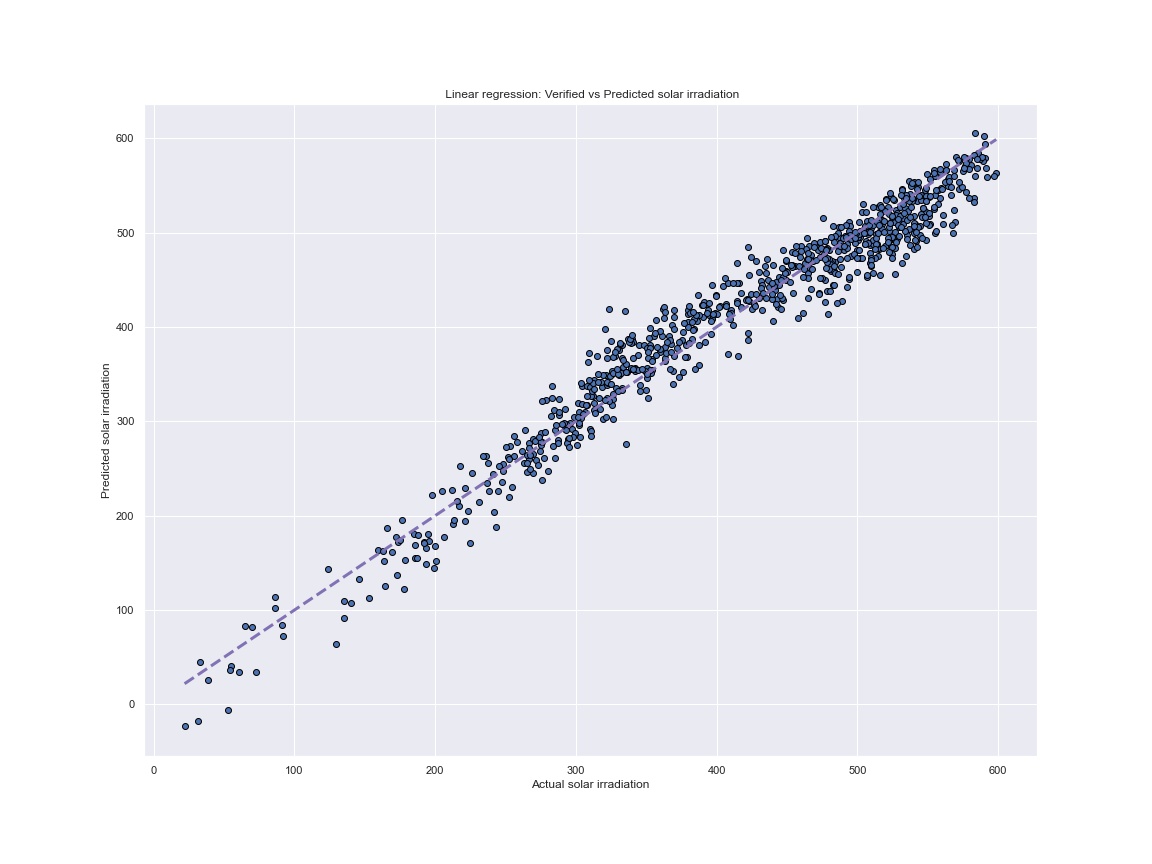 Linear regression: Verified vs Predicted solar irradiation
600
500
400
300
200
100
0
Predicted solar irradiation
0 100 200 300 400 500 600
Actual solar irradiation